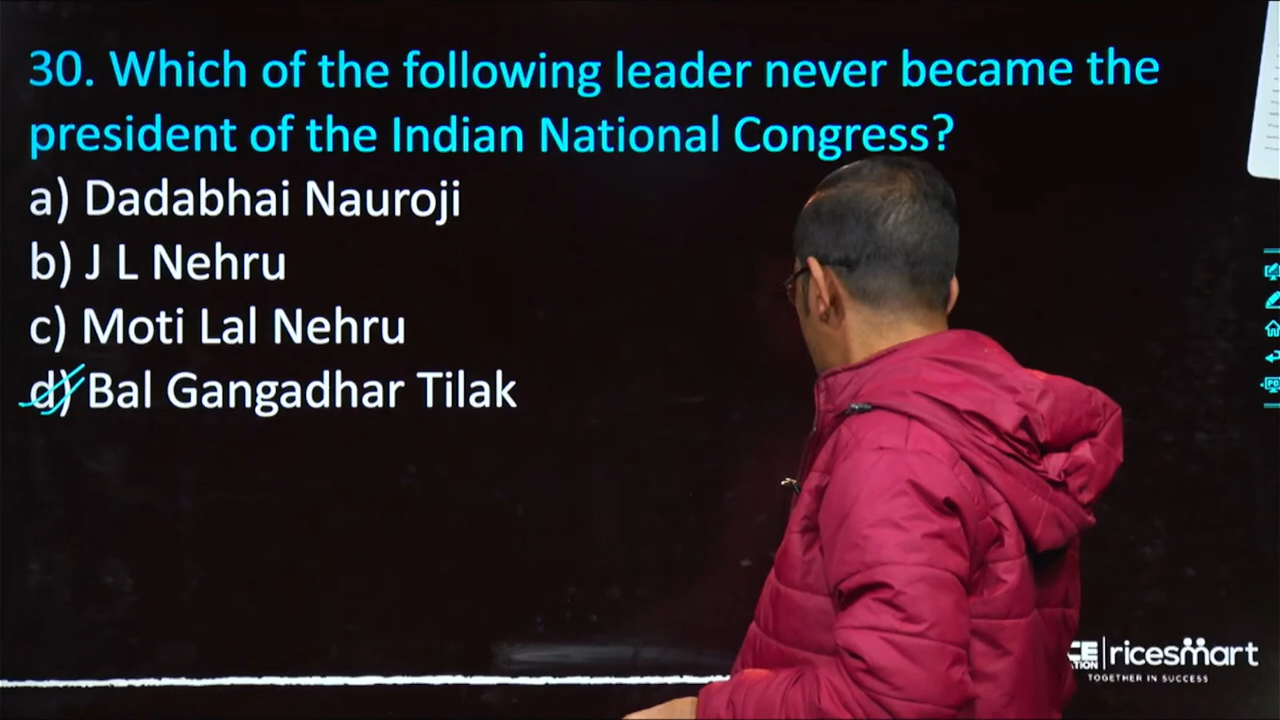 30. Which of the following leader never became the
president of the Indian National Congress?
a) Dadabhai Nauroji
b) J L Nehru
c) Moti Lal Nehru
d) Bal Gangadhar Tilak
ricesmart
TOGETHER IN SUCCESS